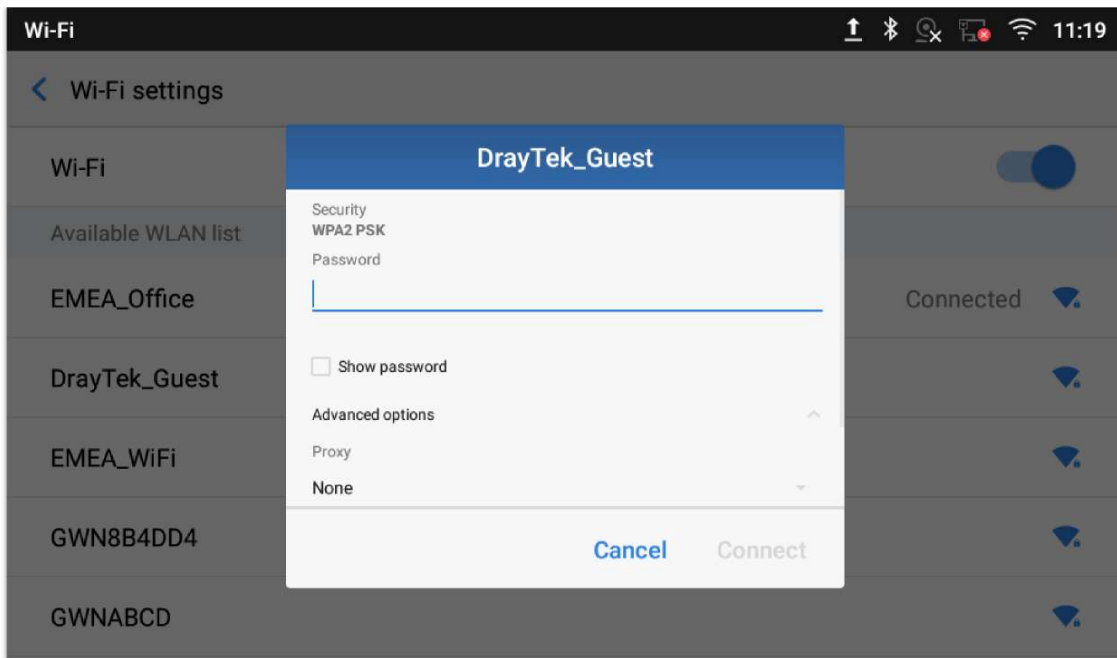 Wi-Fi 11:19
Wi-Fi settings
Wi-Fi
Available WLAN list
EMEA_Office Connected
DrayTek_Guest
EMEA_WiFi
GWN8B4DD4
GWNABCD
DrayTek_Guest
Security
WPA2 PSK
Password
Show password
Advanced options
Proxy
None
Cancel Connect